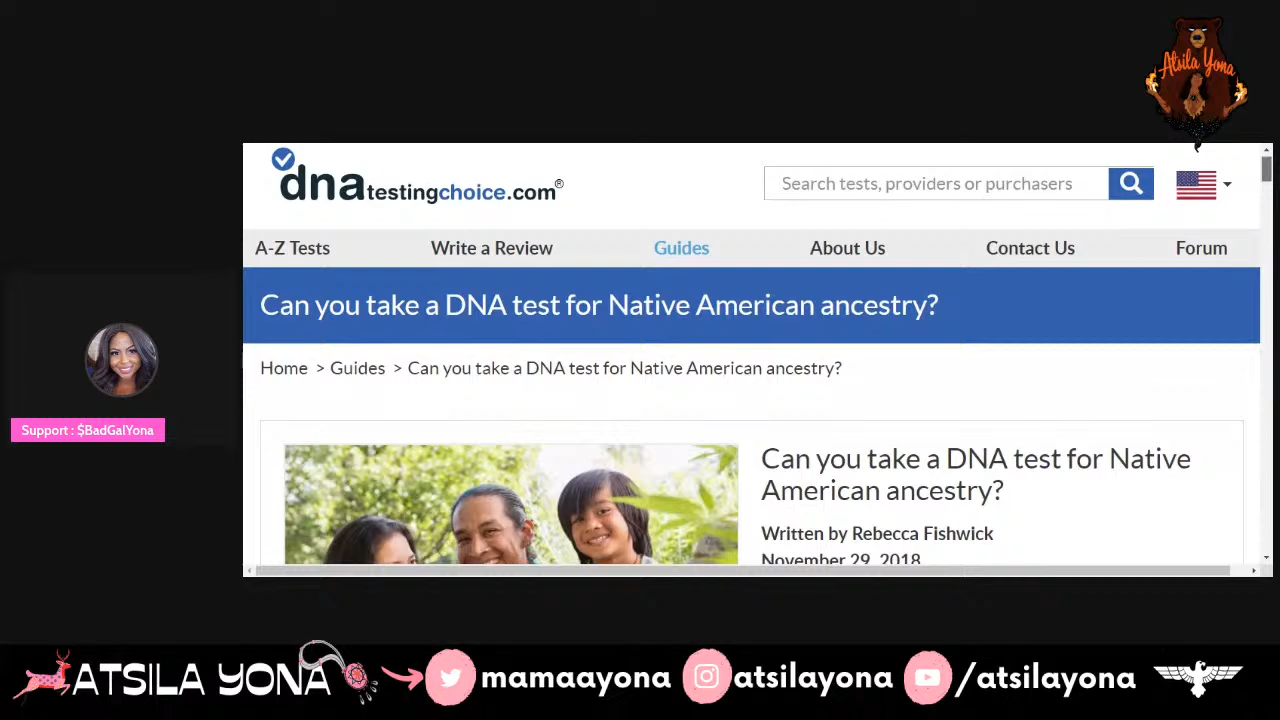 Atsila Yona
dnatestingchoice.com®
Search tests, providers or purchasers
A-Z Tests Write a Review Guides About Us Contact Us Forum
Can you take a DNA test for Native American ancestry?
Home > Guides > Can you take a DNA test for Native American ancestry?
Can you take a DNA test for Native
American ancestry?
Written by Rebecca Fishwick
November 29, 2018
Support : $BadGalYona
ATSILA YONA mamaayona atsilayona /atsilayona